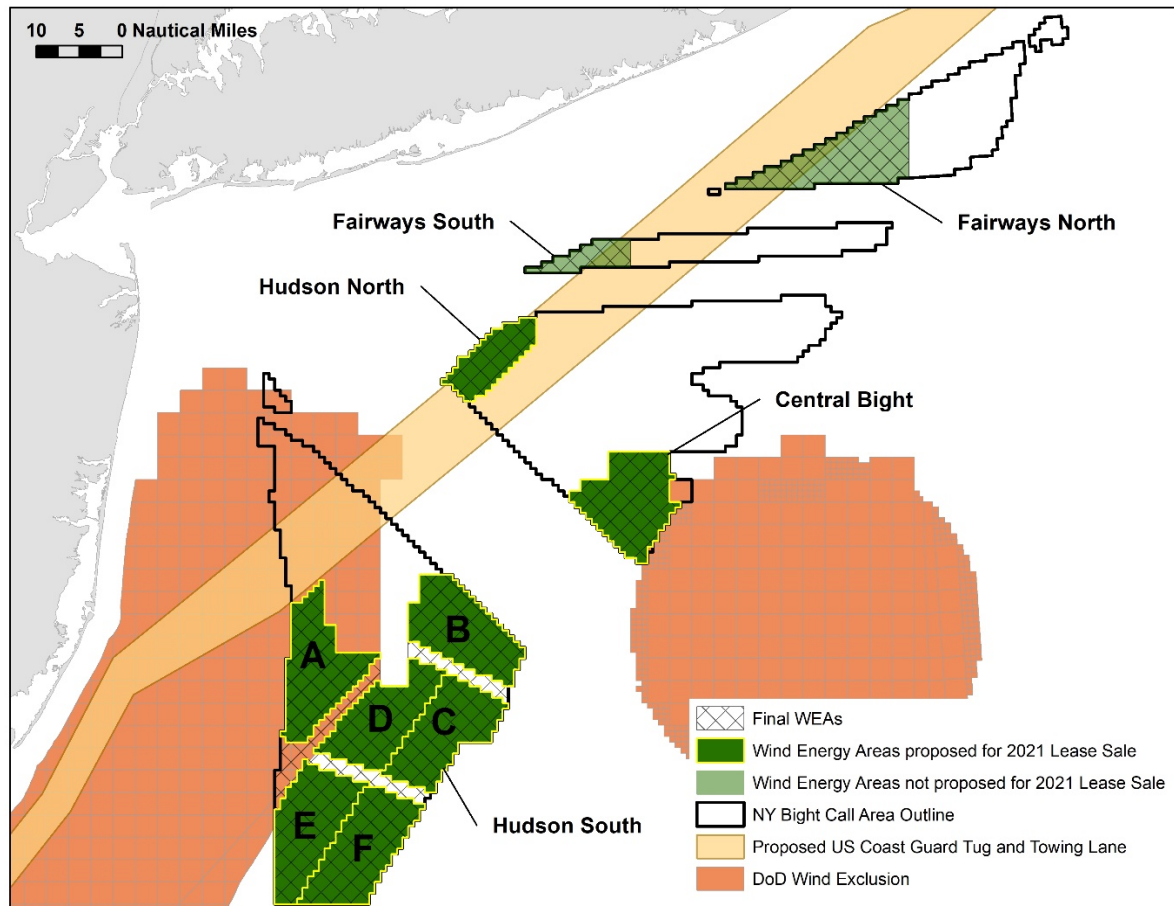 10 5 0 Nautical Miles
Fairways South
Fairways North
Hudson North
Central Bight
B
A
D
C
E
F
Hudson South
Final WEAs
Wind Energy Areas proposed for 2021 Lease Sale
Wind Energy Areas not proposed for 2021 Lease Sale
NY Bight Call Area Outline
Proposed US Coast Guard Tug and Towing Lane
DoD Wind Exclusion